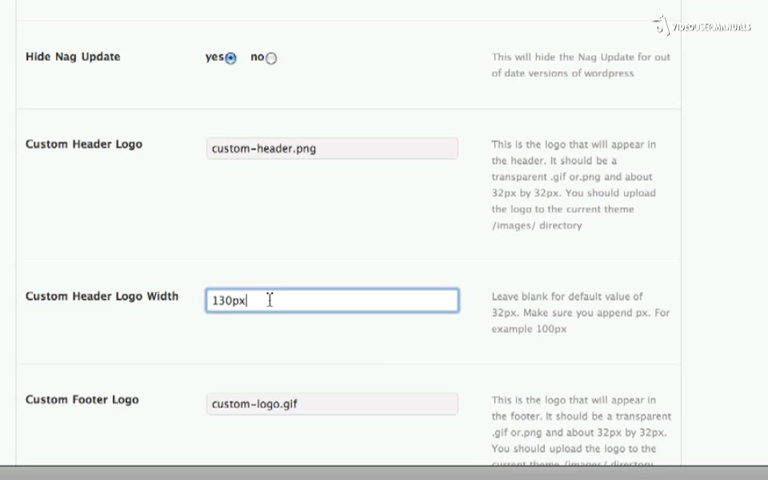 VIDEOUSERMANUALS
Hide Nag Update
yes no
This will hide the Nag Update for out
of date versions of wordpress
Custom Header Logo
custom-header.png
This is the logo that will appear in
the header. It should be a
transparent .gif or.png and about
32px by 32px. You should upload
the logo to the current theme
/images/ directory
Custom Header Logo Width
130px
Leave blank for default value of
32px. Make sure you append px. For
example 100px
Custom Footer Logo
custom-logo.gif
This is the logo that will appear in
the footer. It should be a transparent
.gif or.png and about 32px by 32px.
You should upload the logo to the
current theme /images/ directory